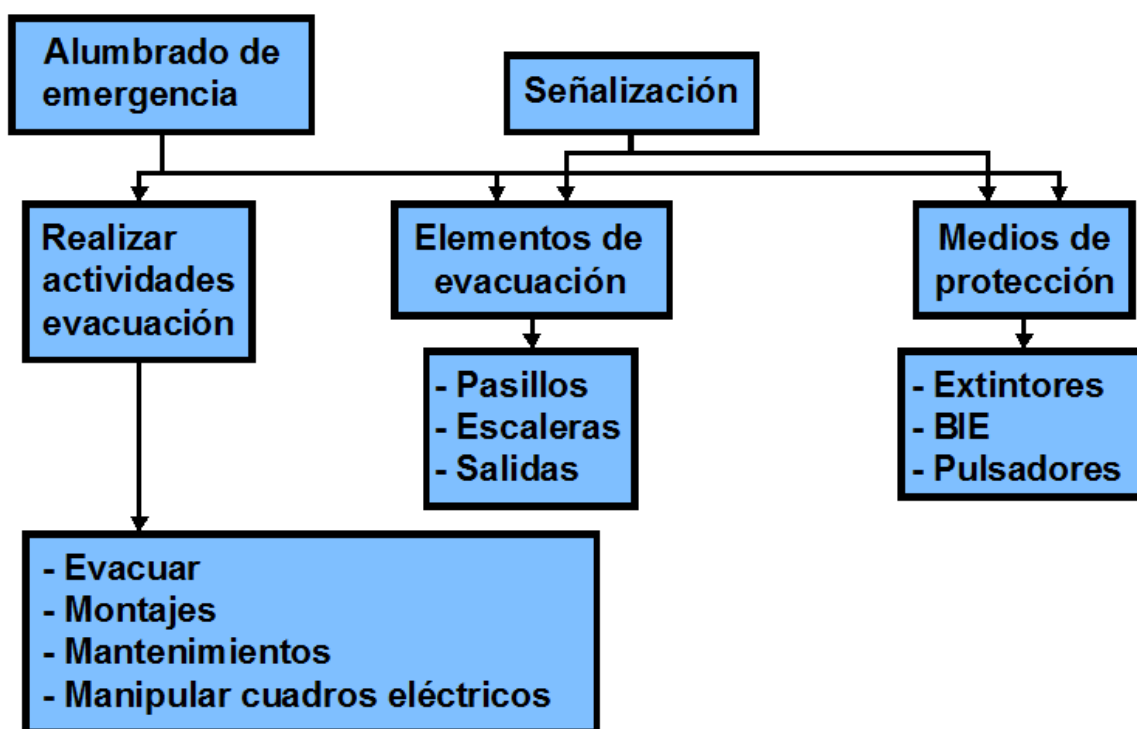 Alumbrado de
emergencia
Señalización
Realizar
actividades
evacuación
Elementos de
evacuación
Medios de
protección
- Pasillos
- Escaleras
- Salidas
- Extintores
- BIE
- Pulsadores
- Evacuar
- Montajes
- Mantenimientos
- Manipular cuadros eléctricos